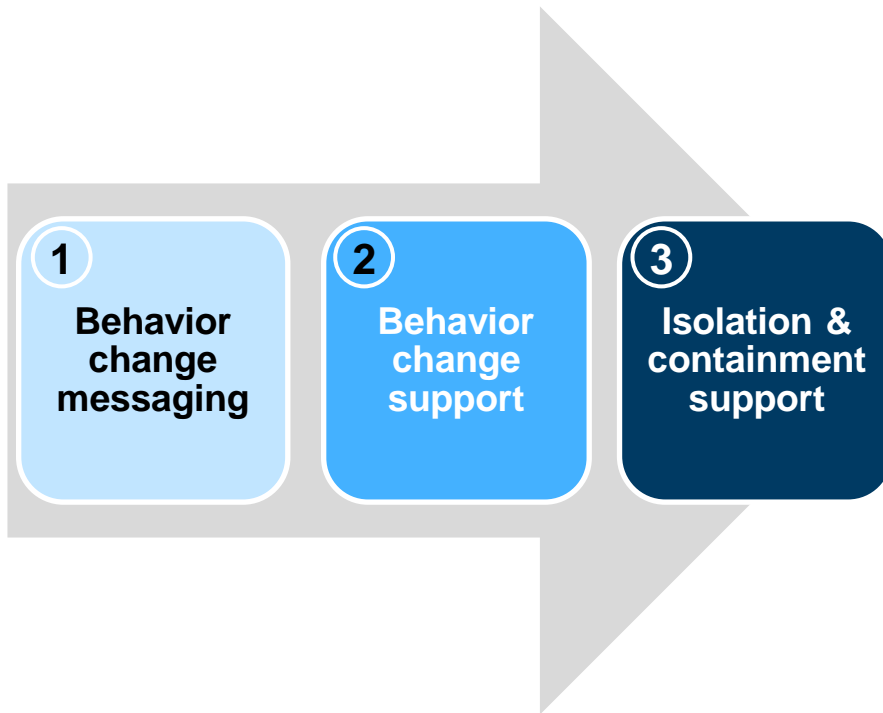 1
Behavior
change
messaging
2
Behavior
change
support
3
Isolation &
containment
support